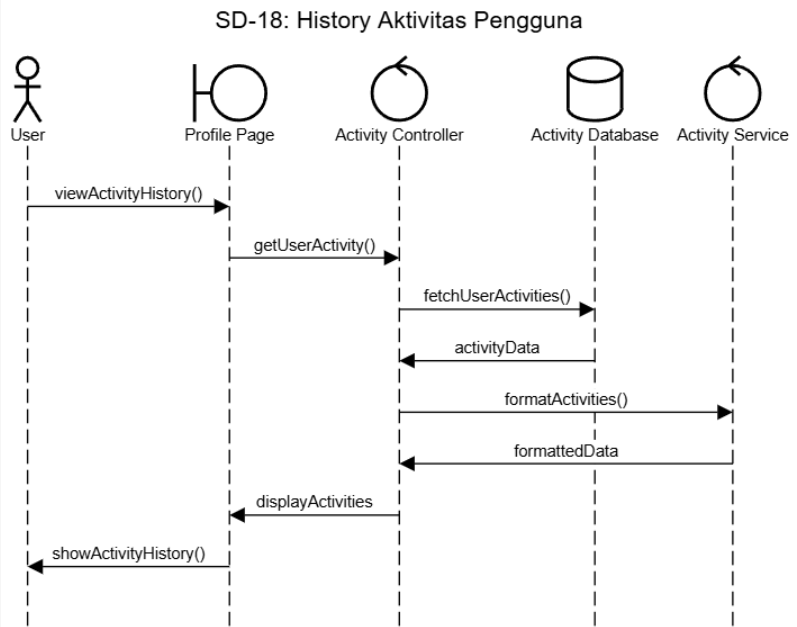 SD-18: History Aktivitas Pengguna
User
Profile Page
Activity Controller
Activity Database
Activity Service
viewActivityHistory()
getUserActivity()
fetchUserActivities()
activityData
formatActivities()
formattedData
displayActivities
showActivityHistory()